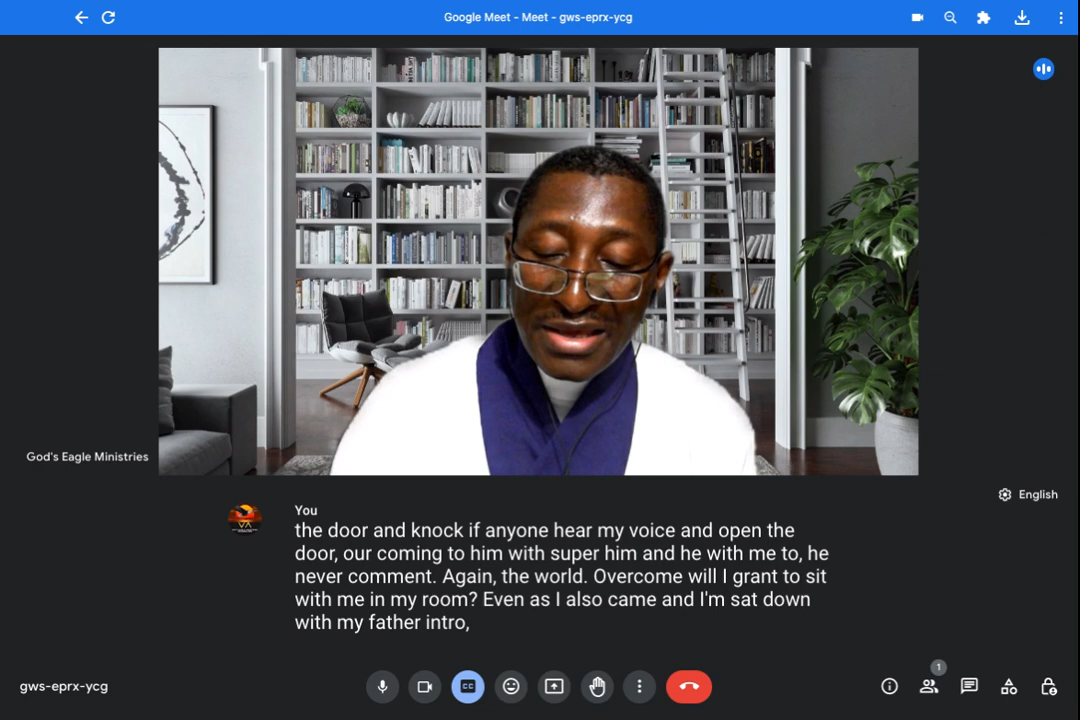 Google Meet - Meet - gws-eprx-ycg
God's Eagle Ministries
English
You
the door and knock if anyone hear my voice and open the
door, our coming to him with super him and he with me to, he
never comment. Again, the world. Overcome will I grant to sit
with me in my room? Even as I also came and I'm sat down
with my father intro,
gws-eprx-ycg
CC
1